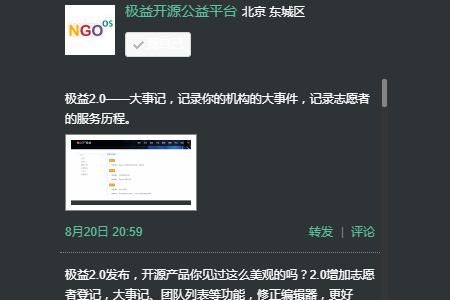 NGOOS
极益开源公益平台 北京 东城区
极益2.0——大事记，记录你的机构的大事件，记录志愿者
的服务历程。
8月20日 20:59
转发 | 评论
极益2.0发布，开源产品你见过这么美观的吗？2.0增加志愿
者登记，大事记、团队列表等功能，修正编辑器，更好